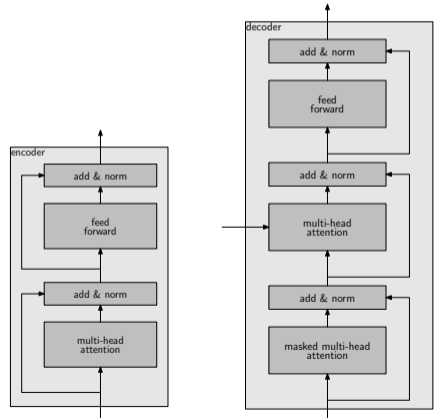 encoder
add & norm
feed
forward
add & norm
multi-head
attention
decoder
add & norm
feed
forward
add & norm
multi-head
attention
add & norm
masked multi-head
attention